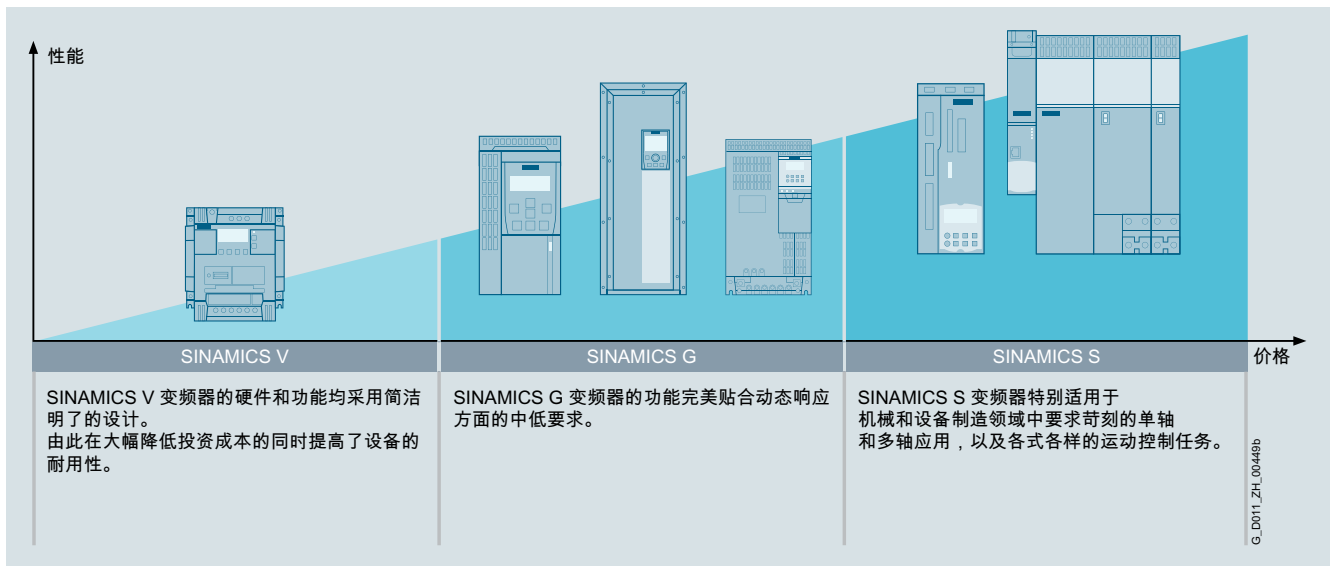 性能
SINAMICS V
SINAMICS G
SINAMICS S
价格
SINAMICS V 变频器的硬件和功能均采用简洁
明了的设计。
由此在大幅降低投资成本的同时提高了设备的
耐用性。
SINAMICS G 变频器的功能完美贴合动态响应
方面的中低要求。
SINAMICS S 变频器特别适用于
机械和设备制造领域中要求苛刻的单轴
和多轴应用，以及各式各样的运动控制任务。
G_D011_ZH_00449b